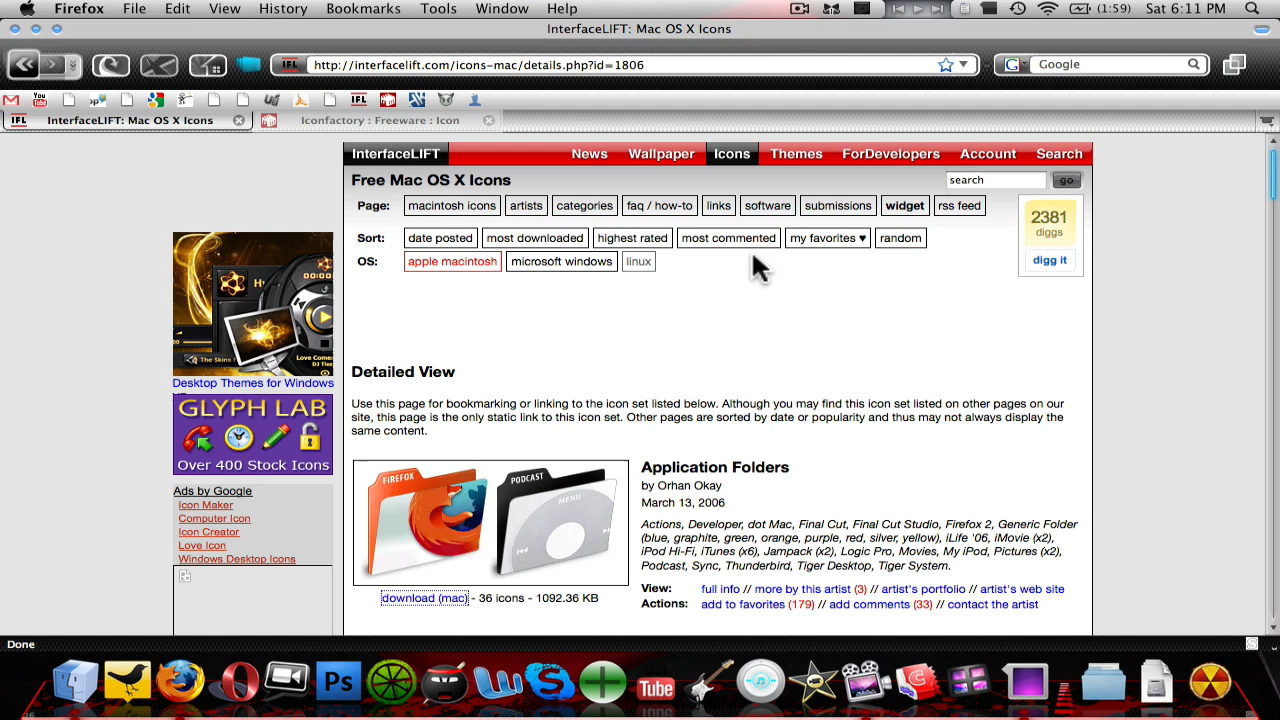 Firefox File Edit View History Bookmarks Tools Window Help (1:59) Sat 6:11 PM
InterfaceLIFT: Mac OS X Icons
IFL http://interfacelift.com/icons-mac/details.php?id=1806 G Google
You Tube IFL
IFL InterfaceLIFT: Mac OS X Icons Iconfactory : Freeware : Icon
InterfaceLIFT News Wallpaper Icons Themes ForDevelopers Account Search
Free Mac OS X Icons search go
Page: macintosh icons artists categories faq / how-to links software submissions widget rss feed
Sort: date posted most downloaded highest rated most commented my favorites ♥ random
OS: apple macintosh microsoft windows linux
2381
diggs
digg it
Desktop Themes for Windows
GLYPH LAB
Over 400 Stock Icons
Ads by Google
Icon Maker
Computer Icon
Icon Creator
Love Icon
Windows Desktop Icons
Detailed View
Use this page for bookmarking or linking to the icon set listed below. Although you may find this icon set listed on other pages on our
site, this page is the only static link to this icon set. Other pages are sorted by date or popularity and thus may not always display the
same content.
FIREFOX PODCAST
MENU
download (mac) - 36 icons - 1092.36 KB
Application Folders
by Orhan Okay
March 13, 2006
Actions, Developer, dot Mac, Final Cut, Final Cut Studio, Firefox 2, Generic Folder
(blue, graphite, green, orange, purple, red, silver, yellow), iLife '06, iMovie (x2),
iPod Hi-Fi, iTunes (x6), Jampack (x2), Logic Pro, Movies, My iPod, Pictures (x2),
Podcast, Sync, Thunderbird, Tiger Desktop, Tiger System.
View: full info // more by this artist (3) // artist's portfolio // artist's web site
Actions: add to favorites (179) // add comments (33) // contact the artist
Done
Ps Tube